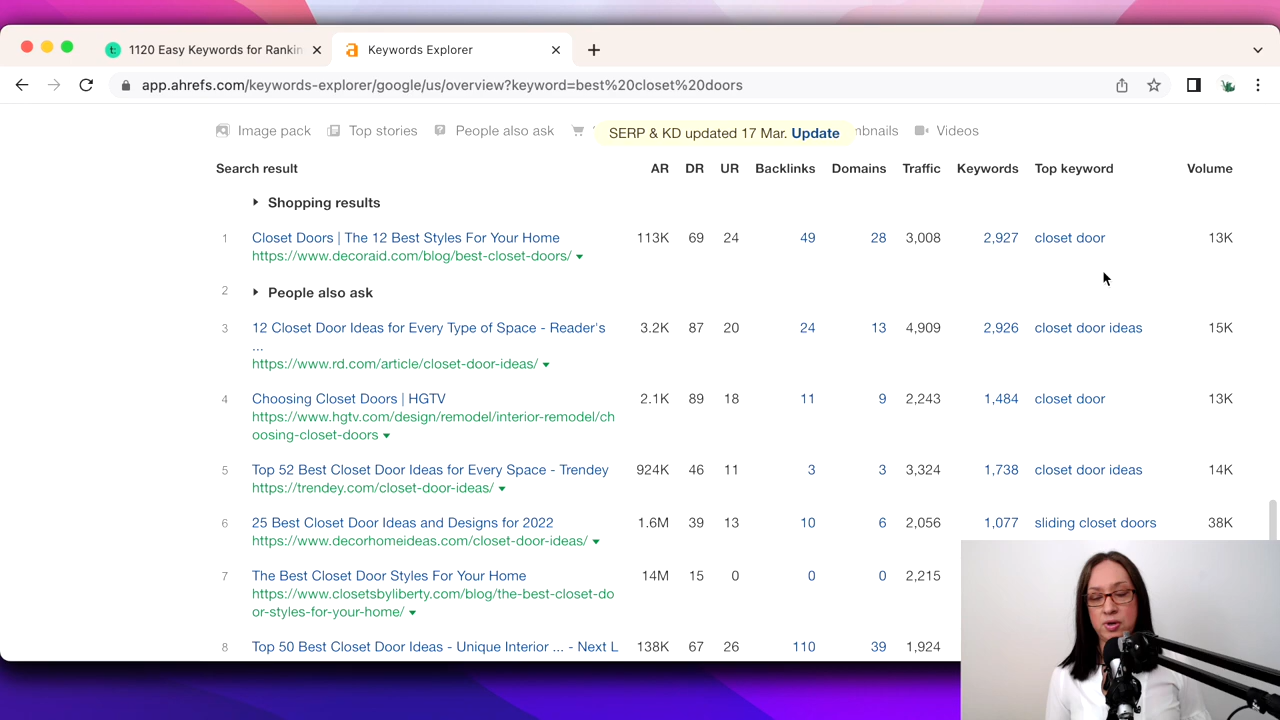 1120 Easy Keywords for Rankin
Keywords Explorer
app.ahrefs.com/keywords-explorer/google/us/overview?keyword=best%20closet%20doors
Image pack Top stories People also ask SERP & KD updated 17 Mar. Update Videos
Search result AR DR UR Backlinks Domains Traffic Keywords Top keyword Volume
Shopping results
1 Closet Doors | The 12 Best Styles For Your Home 113K 69 24 49 28 3,008 2,927 closet door 13K
https://www.decoraid.com/blog/best-closet-doors/
2 People also ask
3 12 Closet Door Ideas for Every Type of Space - Reader's 3.2K 87 20 24 13 4,909 2,926 closet door ideas 15K
...
https://www.rd.com/article/closet-door-ideas/
4 Choosing Closet Doors | HGTV 2.1K 89 18 11 9 2,243 1,484 closet door 13K
https://www.hgtv.com/design/remodel/interior-remodel/ch
oosing-closet-doors
5 Top 52 Best Closet Door Ideas for Every Space - Trendey 924K 46 11 3 3 3,324 1,738 closet door ideas 14K
https://trendey.com/closet-door-ideas/
6 25 Best Closet Door Ideas and Designs for 2022 1.6M 39 13 10 6 2,056 1,077 sliding closet doors 38K
https://www.decorhomeideas.com/closet-door-ideas/
7 The Best Closet Door Styles For Your Home 14M 15 0 0 0 2,215
https://www.closetsbyliberty.com/blog/the-best-closet-do
or-styles-for-your-home/
8 Top 50 Best Closet Door Ideas - Unique Interior ... - Next L 138K 67 26 110 39 1,924